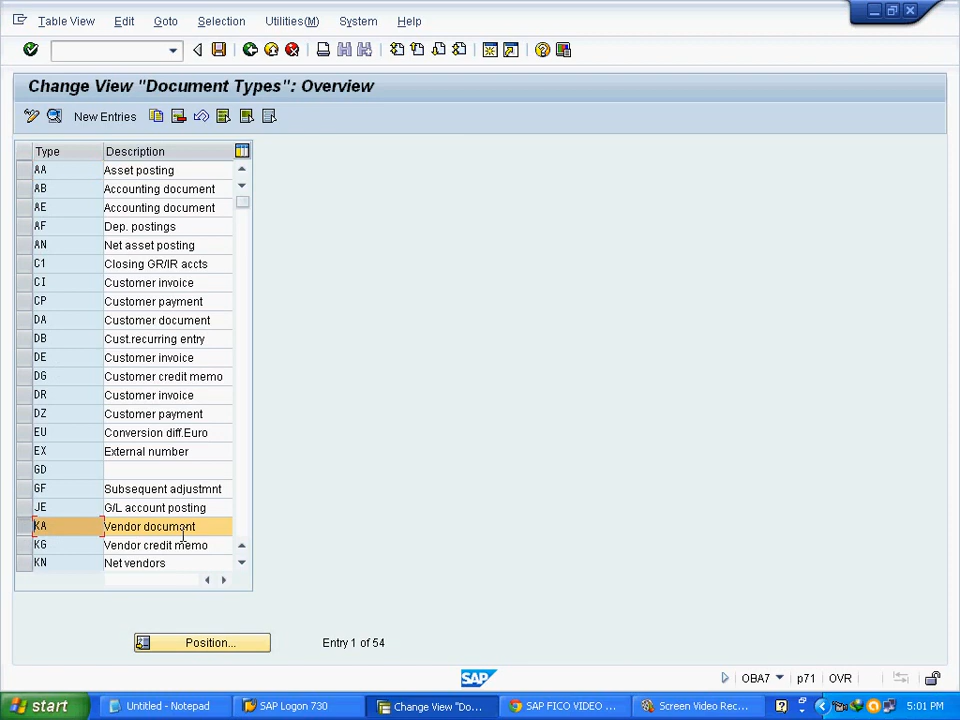 Table View Edit Goto Selection Utilities(M) System Help
Change View "Document Types": Overview
New Entries
Type Description
AA Asset posting
AB Accounting document
AE Accounting document
AF Dep. postings
AN Net asset posting
C1 Closing GR/IR accts
CI Customer invoice
CP Customer payment
DA Customer document
DB Cust.recurring entry
DE Customer invoice
DG Customer credit memo
DR Customer invoice
DZ Customer payment
EU Conversion diff.Euro
EX External number
GD
GF Subsequent adjustmnt
JE G/L account posting
KA Vendor document
KG Vendor credit memo
KN Net vendors
Position... Entry 1 of 54
SAP OBA7 p71 OVR
start Untitled - Notepad SAP Logon 730 Change View "Do... SAP FICO VIDEO ... Screen Video Rec... 5:01 PM